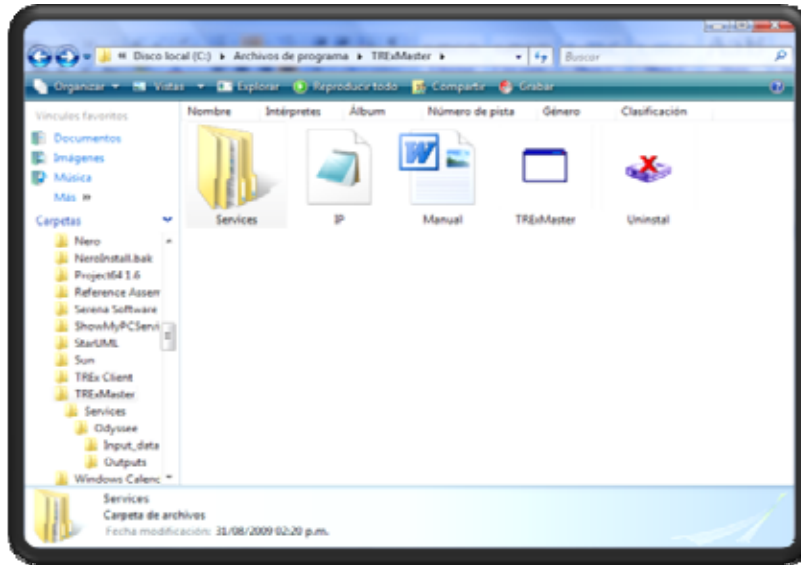 Disco local (C:) ▸ Archivos de programa ▸ TRExMaster ▸ Buscar
Organizar Vistas Explorar Reproducir todo Compartir Grabar
Vínculos favoritos
Documentos
Imágenes
Música
Más »
Carpetas
Nero
NeroInstall.bak
Project64 1.6
Reference Assem
Serena Software
ShowMyPCServi
StarUML
Sun
TREx Client
TRExMaster
Services
Odyssee
Input_data
Outputs
Windows Calenc
Nombre Intérpretes Álbum Número de pista Género Clasificación
Services IP Manual TRExMaster Uninstal
Services
Carpeta de archivos
Fecha modificación: 31/08/2009 02:20 p.m.